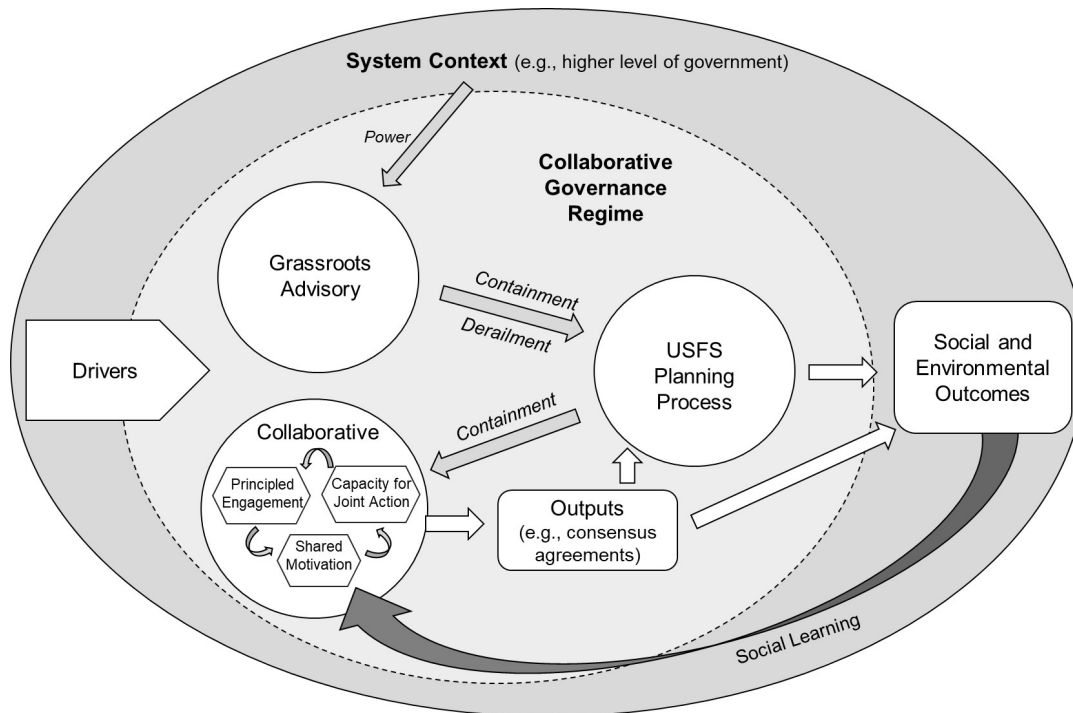 System Context (e.g., higher level of government)
Power
Collaborative
Governance
Regime
Grassroots
Advisory
Containment
Derailment
USFS
Planning
Process
Social and
Environmental
Outcomes
Drivers
Containment
Collaborative
Principled
Engagement
Capacity for
Joint Action
Shared
Motivation
Outputs
(e.g., consensus
agreements)
Social Learning